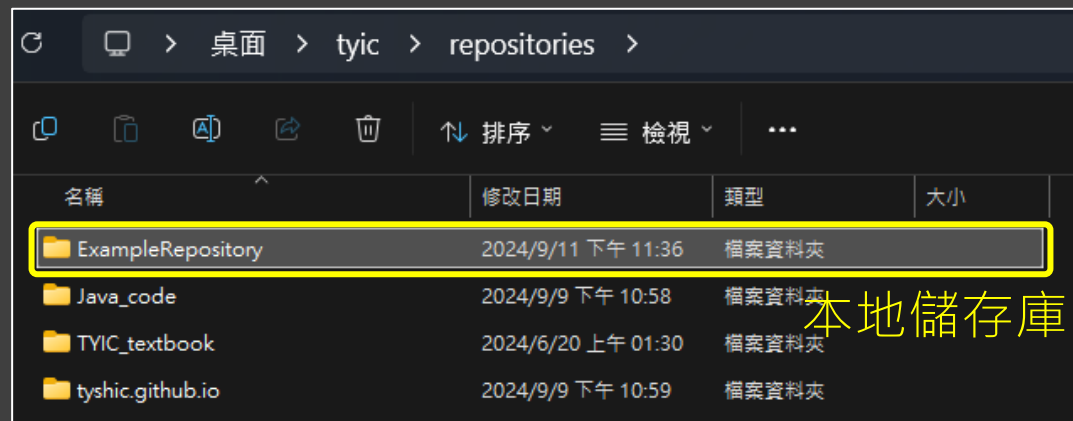 桌面 > tyic > repositories >
排序 檢視 ...
名稱 修改日期 類型 大小
ExampleRepository 2024/9/11 下午 11:36 檔案資料夾
Java_code 2024/9/9 下午 10:58 檔案資料夾
本地儲存庫
TYIC_textbook 2024/6/20 上午 01:30 檔案資料夾
tyshic.github.io 2024/9/9 下午 10:59 檔案資料夾